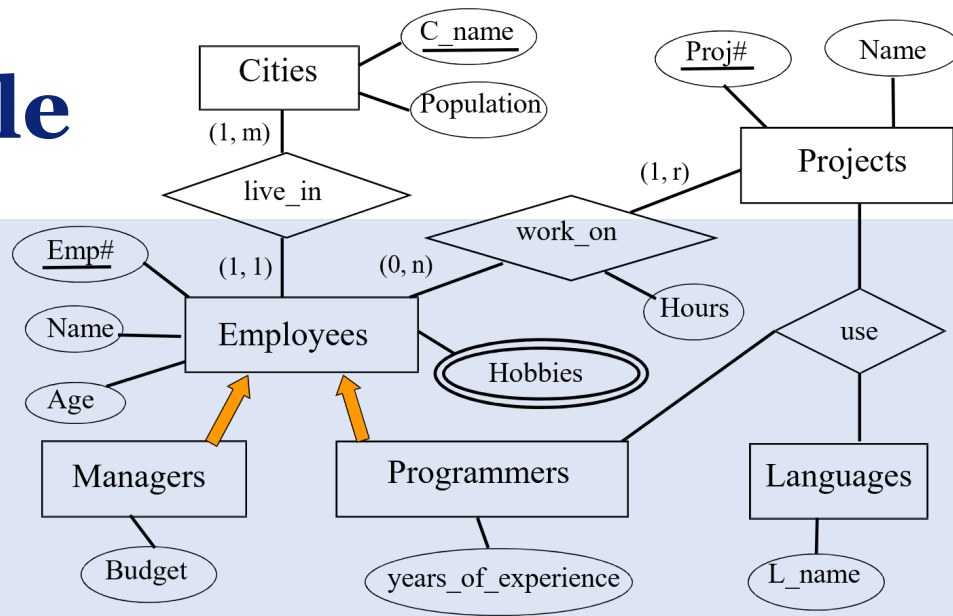 le
C_name
Cities
Population
(1, m)
live_in
(1, 1)
Proj#
Name
Projects
(1, r)
work_on
(0, n)
Hours
Emp#
Name
Age
Employees
Hobbies
use
Managers
Programmers
Languages
Budget
years_of_experience
L_name